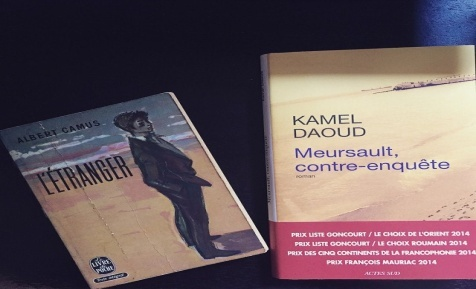 ALBERT CAMUS
L'ÉTRANGER
LE LIVRE
DE POCHE
KAMEL
DAOUD
Meursault,
contre-enquête
roman
PRIX LISTE GONCOURT / LE CHOIX DE L'ORIENT 2014
PRIX LISTE GONCOURT / LE CHOIX ROUMAIN 2014
PRIX DES CINQ CONTINENTS DE LA FRANCOPHONIE 2014
PRIX FRANÇOIS MAURIAC 2014
ACTES SUD